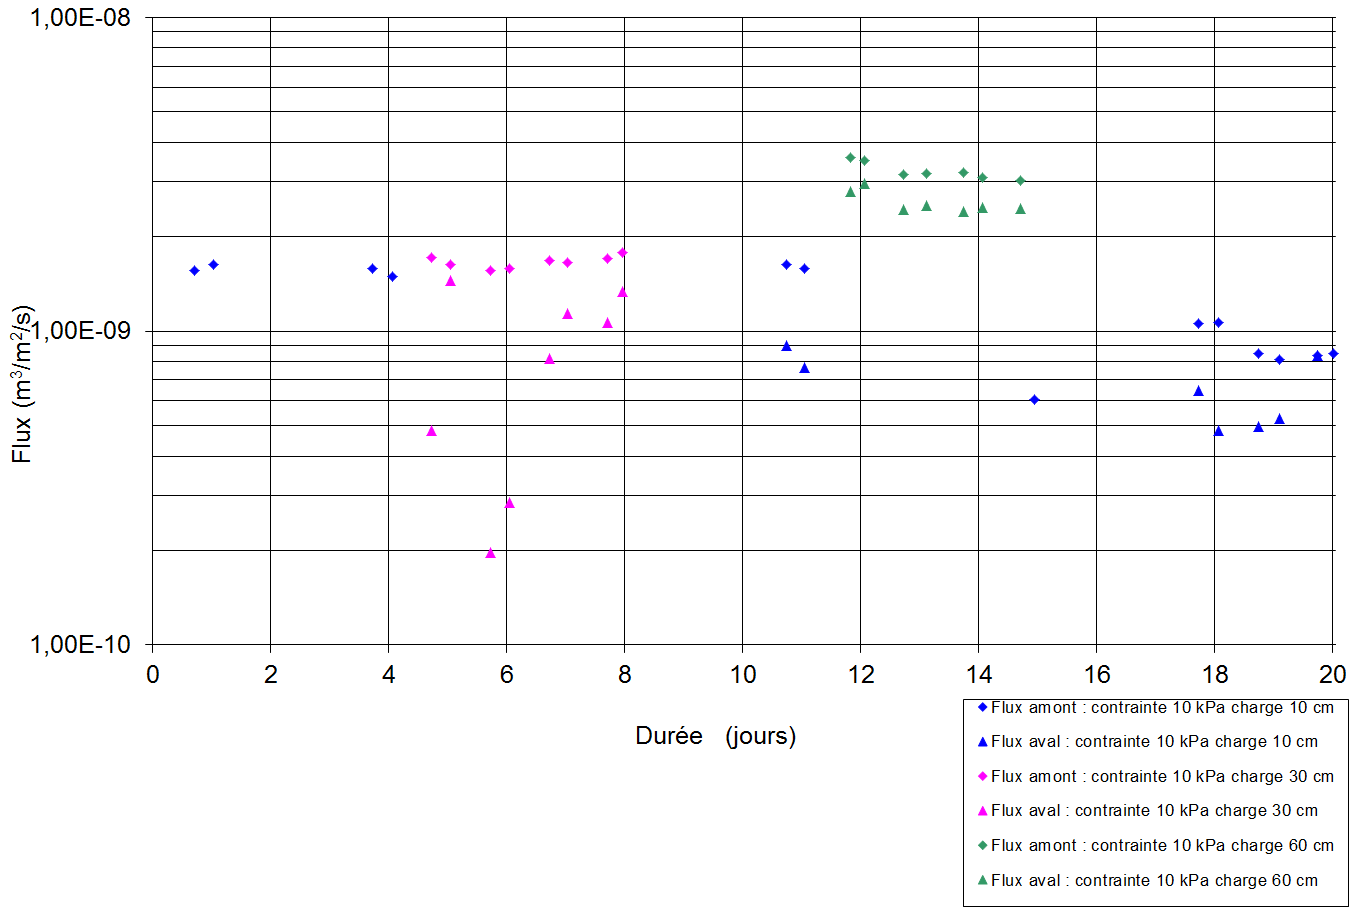 1,00E-08
1,00E-09
1,00E-10
Flux (m³/m²/s)
0 2 4 6 8 10 12 14 16 18 20
Durée (jours)
Flux amont : contrainte 10 kPa charge 10 cm
Flux aval : contrainte 10 kPa charge 10 cm
Flux amont : contrainte 10 kPa charge 30 cm
Flux aval : contrainte 10 kPa charge 30 cm
Flux amont : contrainte 10 kPa charge 60 cm
Flux aval : contrainte 10 kPa charge 60 cm